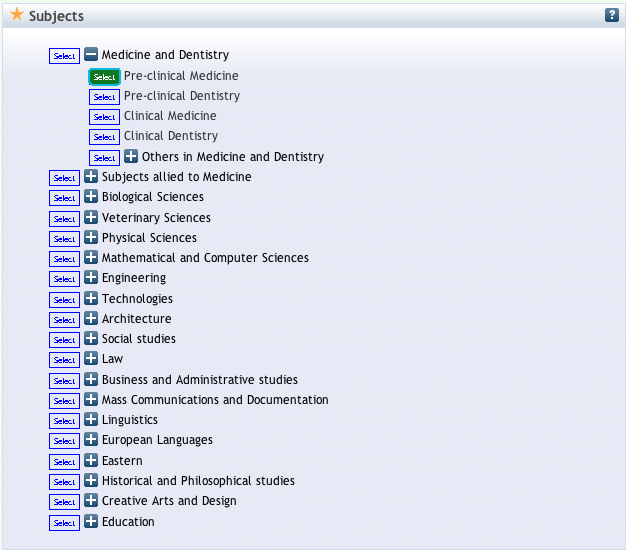 Subjects ?
Select Medicine and Dentistry
Select Pre-clinical Medicine
Select Pre-clinical Dentistry
Select Clinical Medicine
Select Clinical Dentistry
Select Others in Medicine and Dentistry
Select Subjects allied to Medicine
Select Biological Sciences
Select Veterinary Sciences
Select Physical Sciences
Select Mathematical and Computer Sciences
Select Engineering
Select Technologies
Select Architecture
Select Social studies
Select Law
Select Business and Administrative studies
Select Mass Communications and Documentation
Select Linguistics
Select European Languages
Select Eastern
Select Historical and Philosophical studies
Select Creative Arts and Design
Select Education